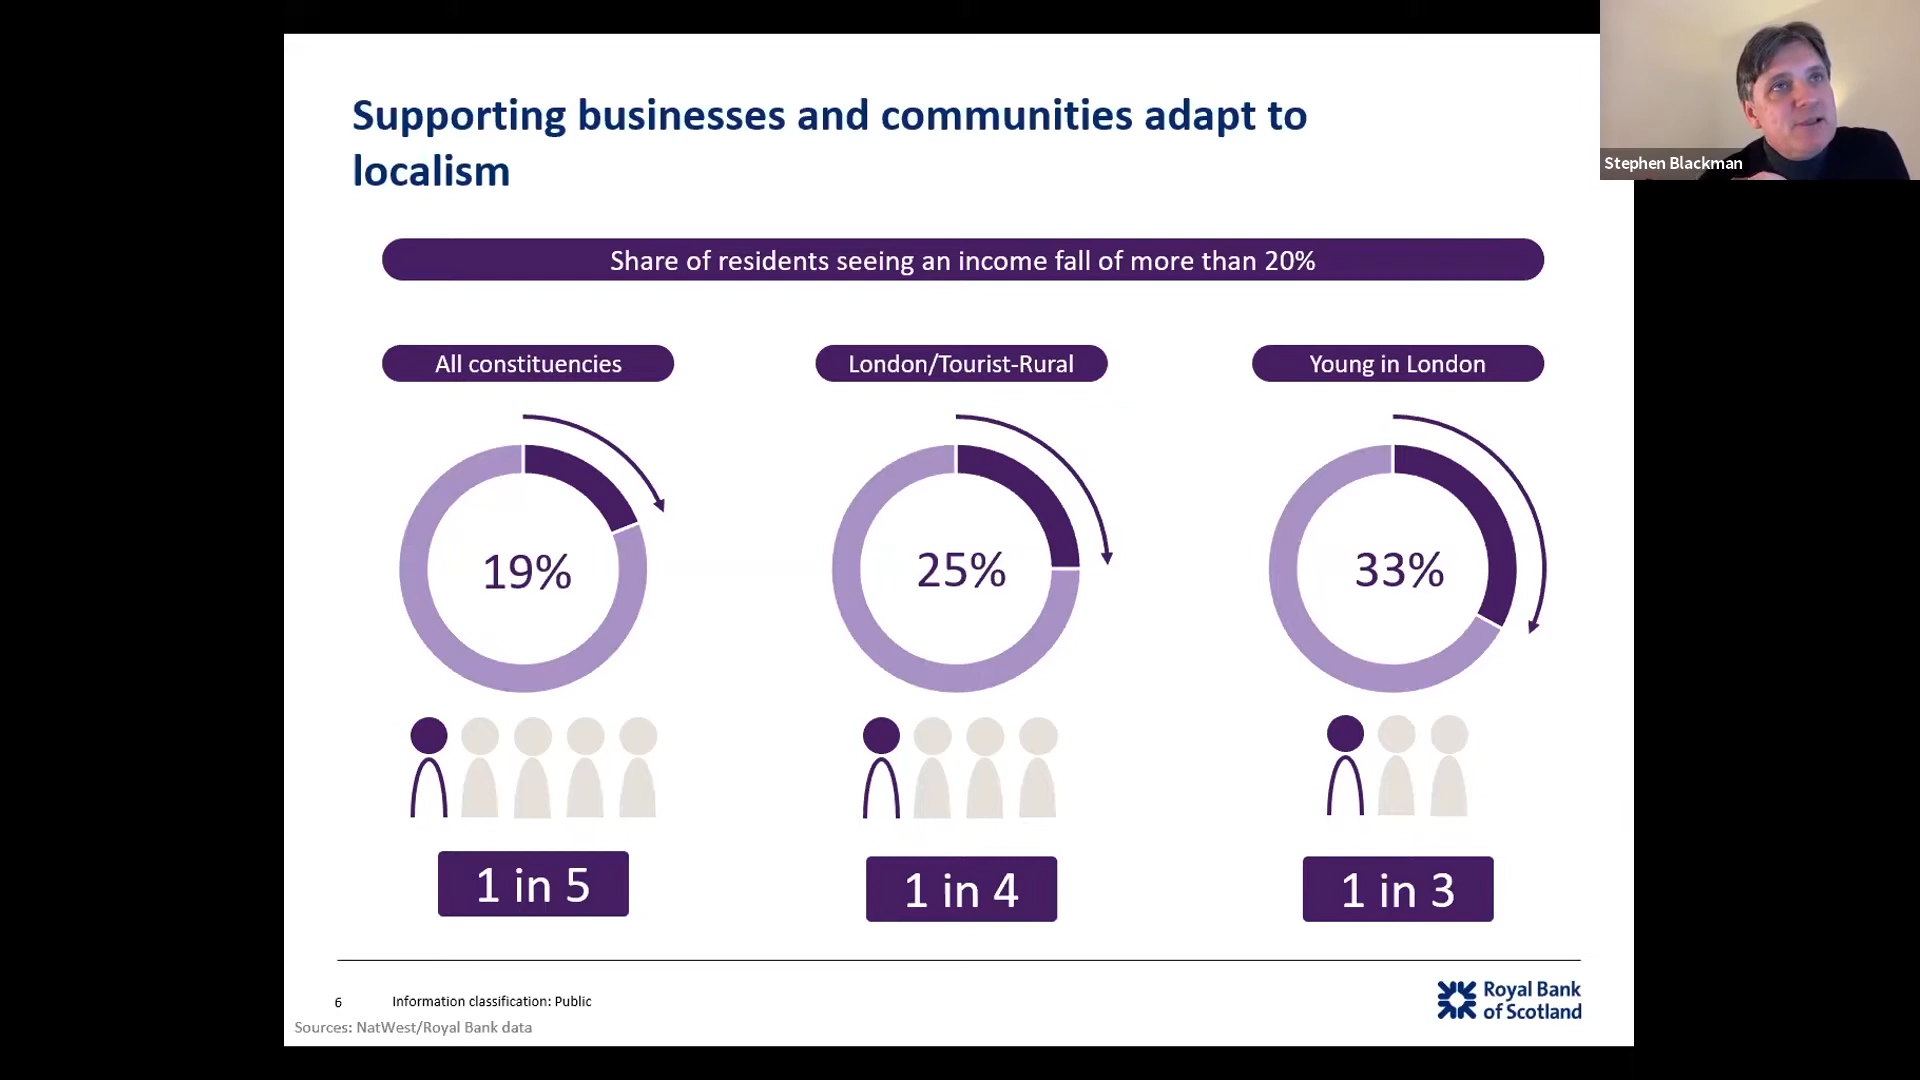 Supporting businesses and communities adapt to
localism
Stephen Blackman
Share of residents seeing an income fall of more than 20%
All constituencies
London/Tourist-Rural
Young in London
19%
25%
33%
1 in 5
1 in 4
1 in 3
6
Information classification: Public
Royal Bank
of Scotland
Sources: NatWest/Royal Bank data